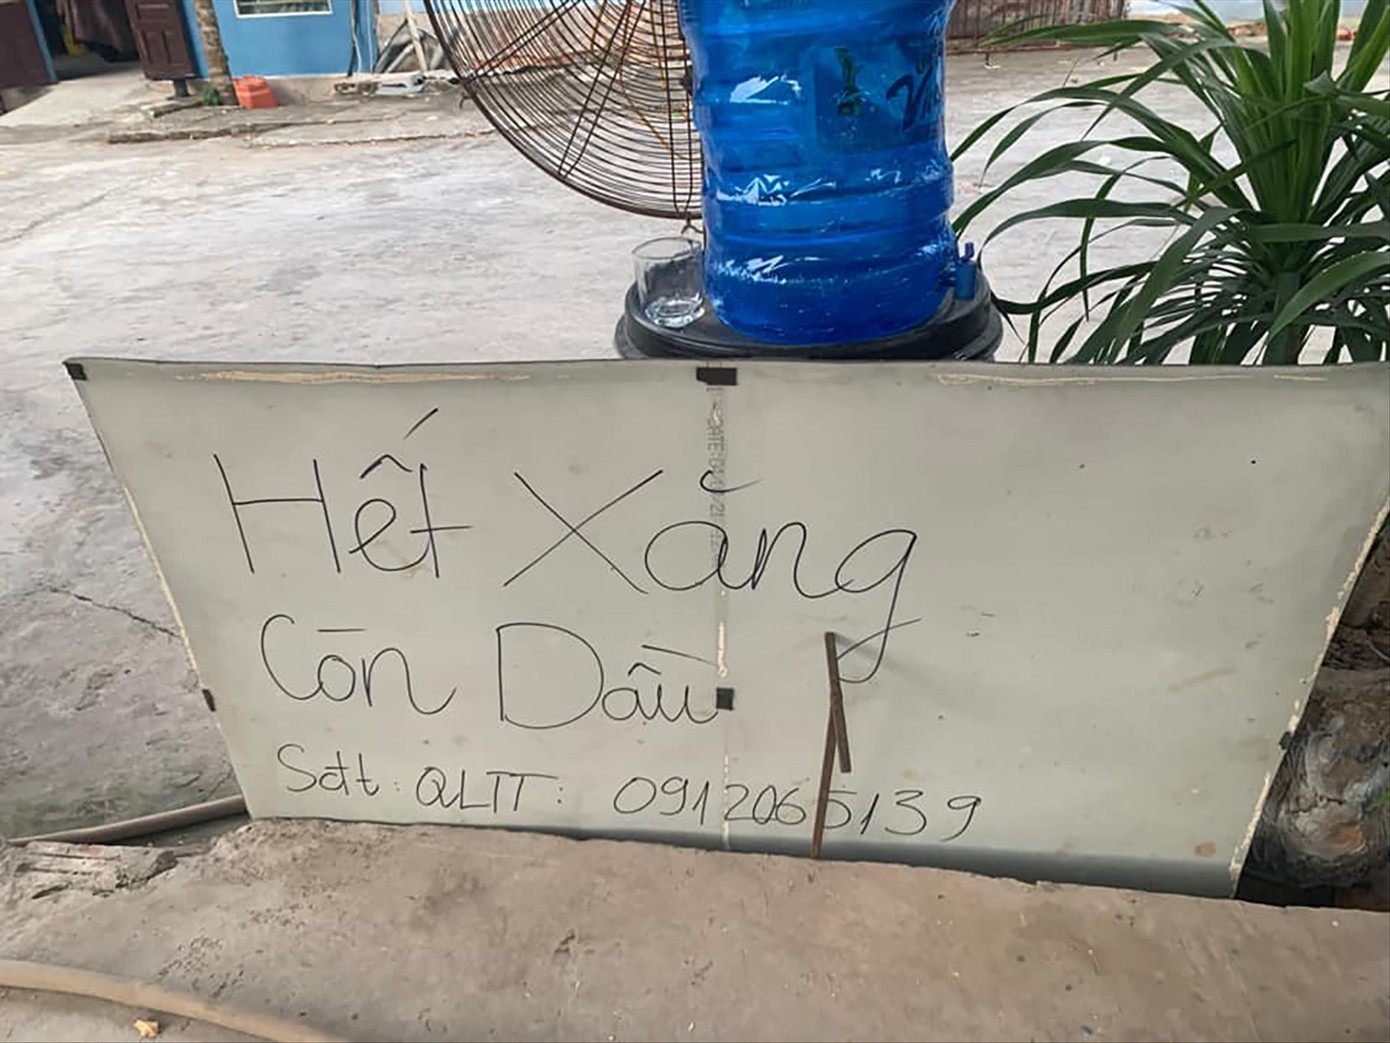 Hết Xăng
Còn Dầu
Sđt: QLTT: 0912065139